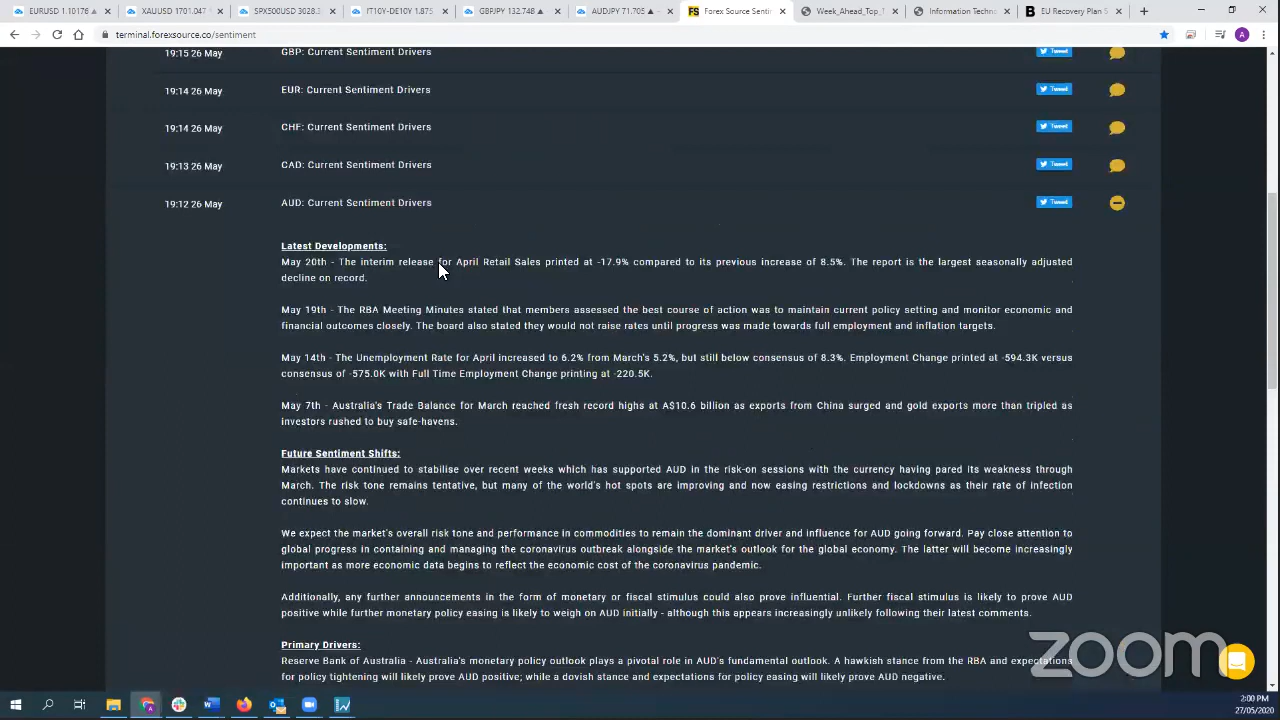 EURUSD 1.10176
XAUUSD 1701.047
SPX500USD 3028.3
IT10Y-DE10Y 1.875
GBPJPY 132.748
AUDJPY 71.705
Forex Source Senti
Week_Ahead_Top_1
Information Techn
EU Recovery Plan S
terminal.forexsource.co/sentiment
19:15 26 May GBP: Current Sentiment Drivers Tweet
19:14 26 May EUR: Current Sentiment Drivers Tweet
19:14 26 May CHF: Current Sentiment Drivers Tweet
19:13 26 May CAD: Current Sentiment Drivers Tweet
19:12 26 May AUD: Current Sentiment Drivers Tweet
Latest Developments:
May 20th - The interim release for April Retail Sales printed at -17.9% compared to its previous increase of 8.5%. The report is the largest seasonally adjusted
decline on record.
May 19th - The RBA Meeting Minutes stated that members assessed the best course of action was to maintain current policy setting and monitor economic and
financial outcomes closely. The board also stated they would not raise rates until progress was made towards full employment and inflation targets.
May 14th - The Unemployment Rate for April increased to 6.2% from March's 5.2%, but still below consensus of 8.3%. Employment Change printed at -594.3K versus
consensus of -575.0K with Full Time Employment Change printing at -220.5K.
May 7th - Australia's Trade Balance for March reached fresh record highs at A$10.6 billion as exports from China surged and gold exports more than tripled as
investors rushed to buy safe-havens.
Future Sentiment Shifts:
Markets have continued to stabilise over recent weeks which has supported AUD in the risk-on sessions with the currency having pared its weakness through
March. The risk tone remains tentative, but many of the world's hot spots are improving and now easing restrictions and lockdowns as their rate of infection
continues to slow.
We expect the market's overall risk tone and performance in commodities to remain the dominant driver and influence for AUD going forward. Pay close attention to
global progress in containing and managing the coronavirus outbreak alongside the market's outlook for the global economy. The latter will become increasingly
important as more economic data begins to reflect the economic cost of the coronavirus pandemic.
Additionally, any further announcements in the form of monetary or fiscal stimulus could also prove influential. Further fiscal stimulus is likely to prove AUD
positive while further monetary policy easing is likely to weigh on AUD initially - although this appears increasingly unlikely following their latest comments.
Primary Drivers:
Reserve Bank of Australia - Australia's monetary policy outlook plays a pivotal role in AUD's fundamental outlook. A hawkish stance from the RBA and expectations
for policy tightening will likely prove AUD positive; while a dovish stance and expectations for policy easing will likely prove AUD negative.
zoom
2:00 PM
27/05/2020